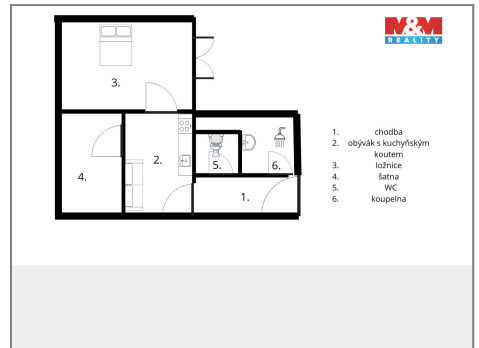 M&M
REALITY
3.
2.
4.
5.
6.
1.
1. chodba
2. obývák s kuchyňským
koutem
3. ložnice
4. šatna
5. WC
6. koupelna